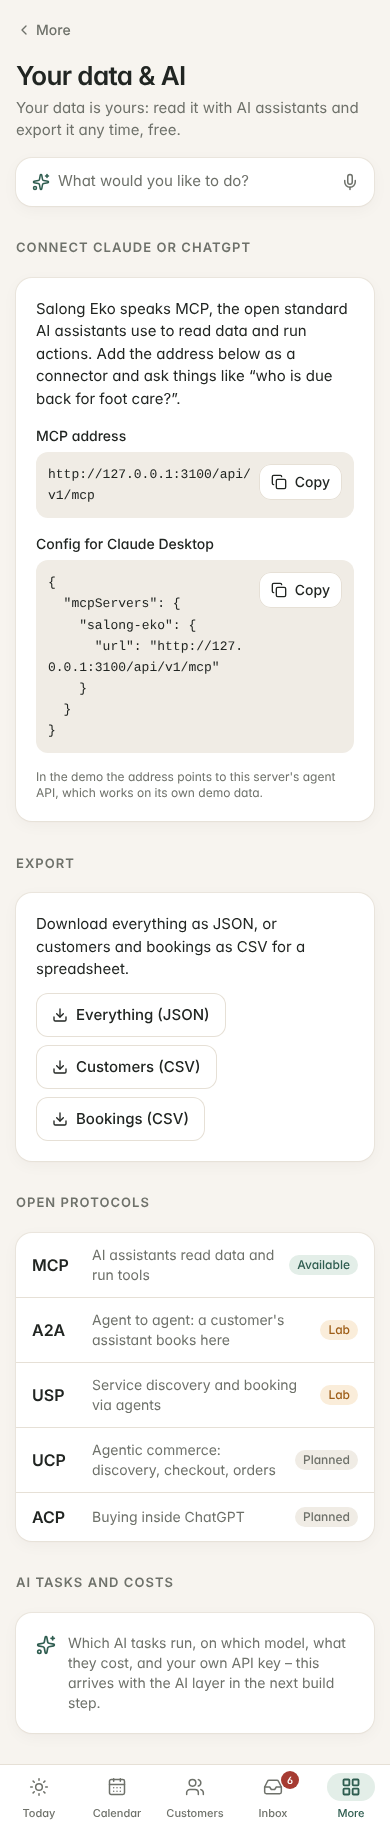 More
Your data & AI
Your data is yours: read it with AI assistants and
export it any time, free.
What would you like to do?
CONNECT CLAUDE OR CHATGPT
Salong Eko speaks MCP, the open standard
AI assistants use to read data and run
actions. Add the address below as a
connector and ask things like “who is due
back for foot care?”.
MCP address
http://127.0.0.1:3100/api/
v1/mcp
Copy
Config for Claude Desktop
Copy
{
  "mcpServers": {
    "salong-eko": {
      "url": "http://127.
0.0.1:3100/api/v1/mcp"
    }
  }
}
In the demo the address points to this server's agent
API, which works on its own demo data.
EXPORT
Download everything as JSON, or
customers and bookings as CSV for a
spreadsheet.
Everything (JSON)
Customers (CSV)
Bookings (CSV)
OPEN PROTOCOLS
MCP
AI assistants read data and
run tools
Available
A2A
Agent to agent: a customer's
assistant books here
Lab
USP
Service discovery and booking
via agents
Lab
UCP
Agentic commerce:
discovery, checkout, orders
Planned
ACP
Buying inside ChatGPT
Planned
AI TASKS AND COSTS
Which AI tasks run, on which model, what
they cost, and your own API key – this
arrives with the AI layer in the next build
step.
Today
Calendar
Customers
6
Inbox
More